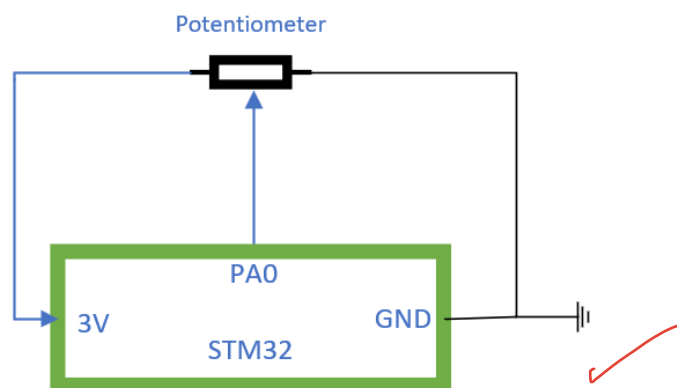 Potentiometer
PA0
3V
GND
STM32